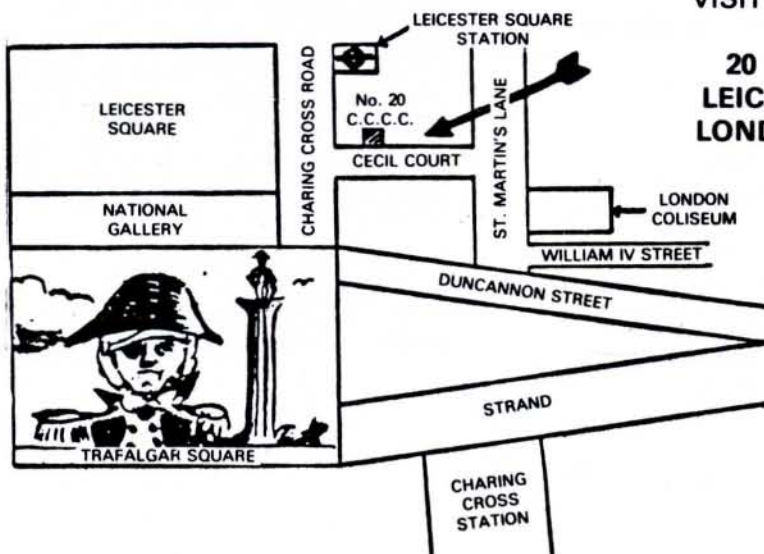 VISIT
LEICESTER SQUARE
STATION
20
LEIC
LOND
CHARING CROSS ROAD
LEICESTER
SQUARE
No. 20
C.C.C.C.
ST. MARTIN'S LANE
CECIL COURT
NATIONAL
GALLERY
LONDON
COLISEUM
WILLIAM IV STREET
DUNCANNON STREET
STRAND
TRAFALGAR SQUARE
CHARING
CROSS
STATION